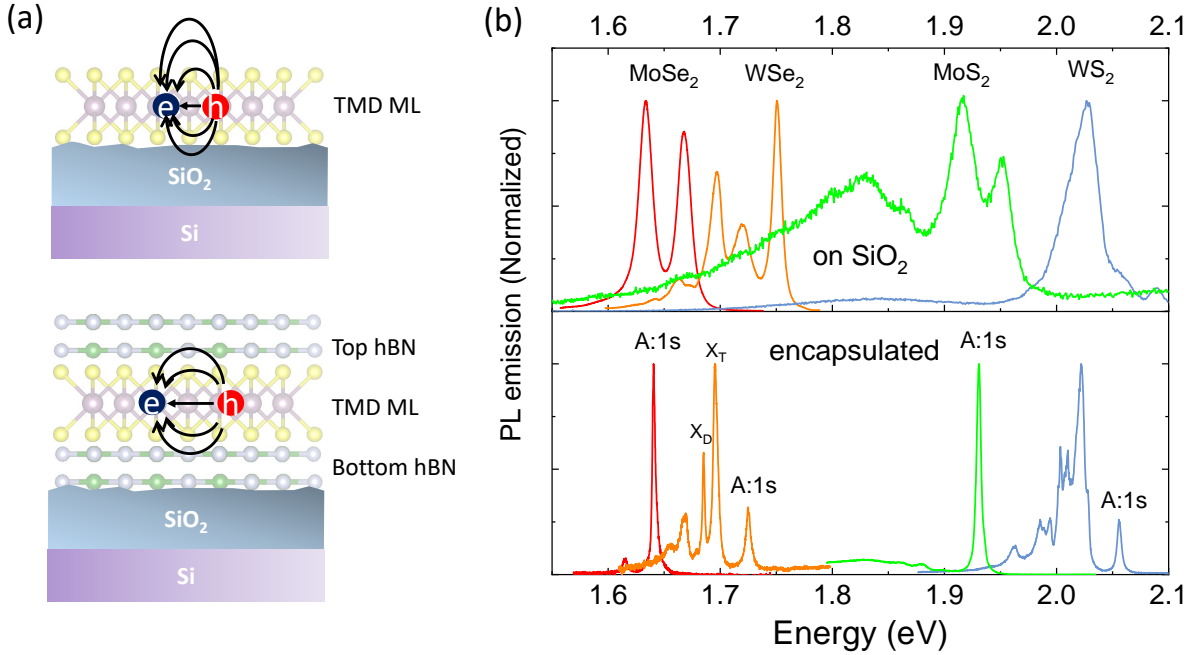 (a)
e
h
TMD ML
SiO2
Si
Top hBN
e
h
TMD ML
Bottom hBN
SiO2
Si
(b)
1.6 1.7 1.8 1.9 2.0 2.1
MoSe2 WSe2 MoS2 WS2
on SiO2
A:1s XT encapsulated A:1s
XD
A:1s A:1s
PL emission (Normalized)
1.6 1.7 1.8 1.9 2.0 2.1
Energy (eV)